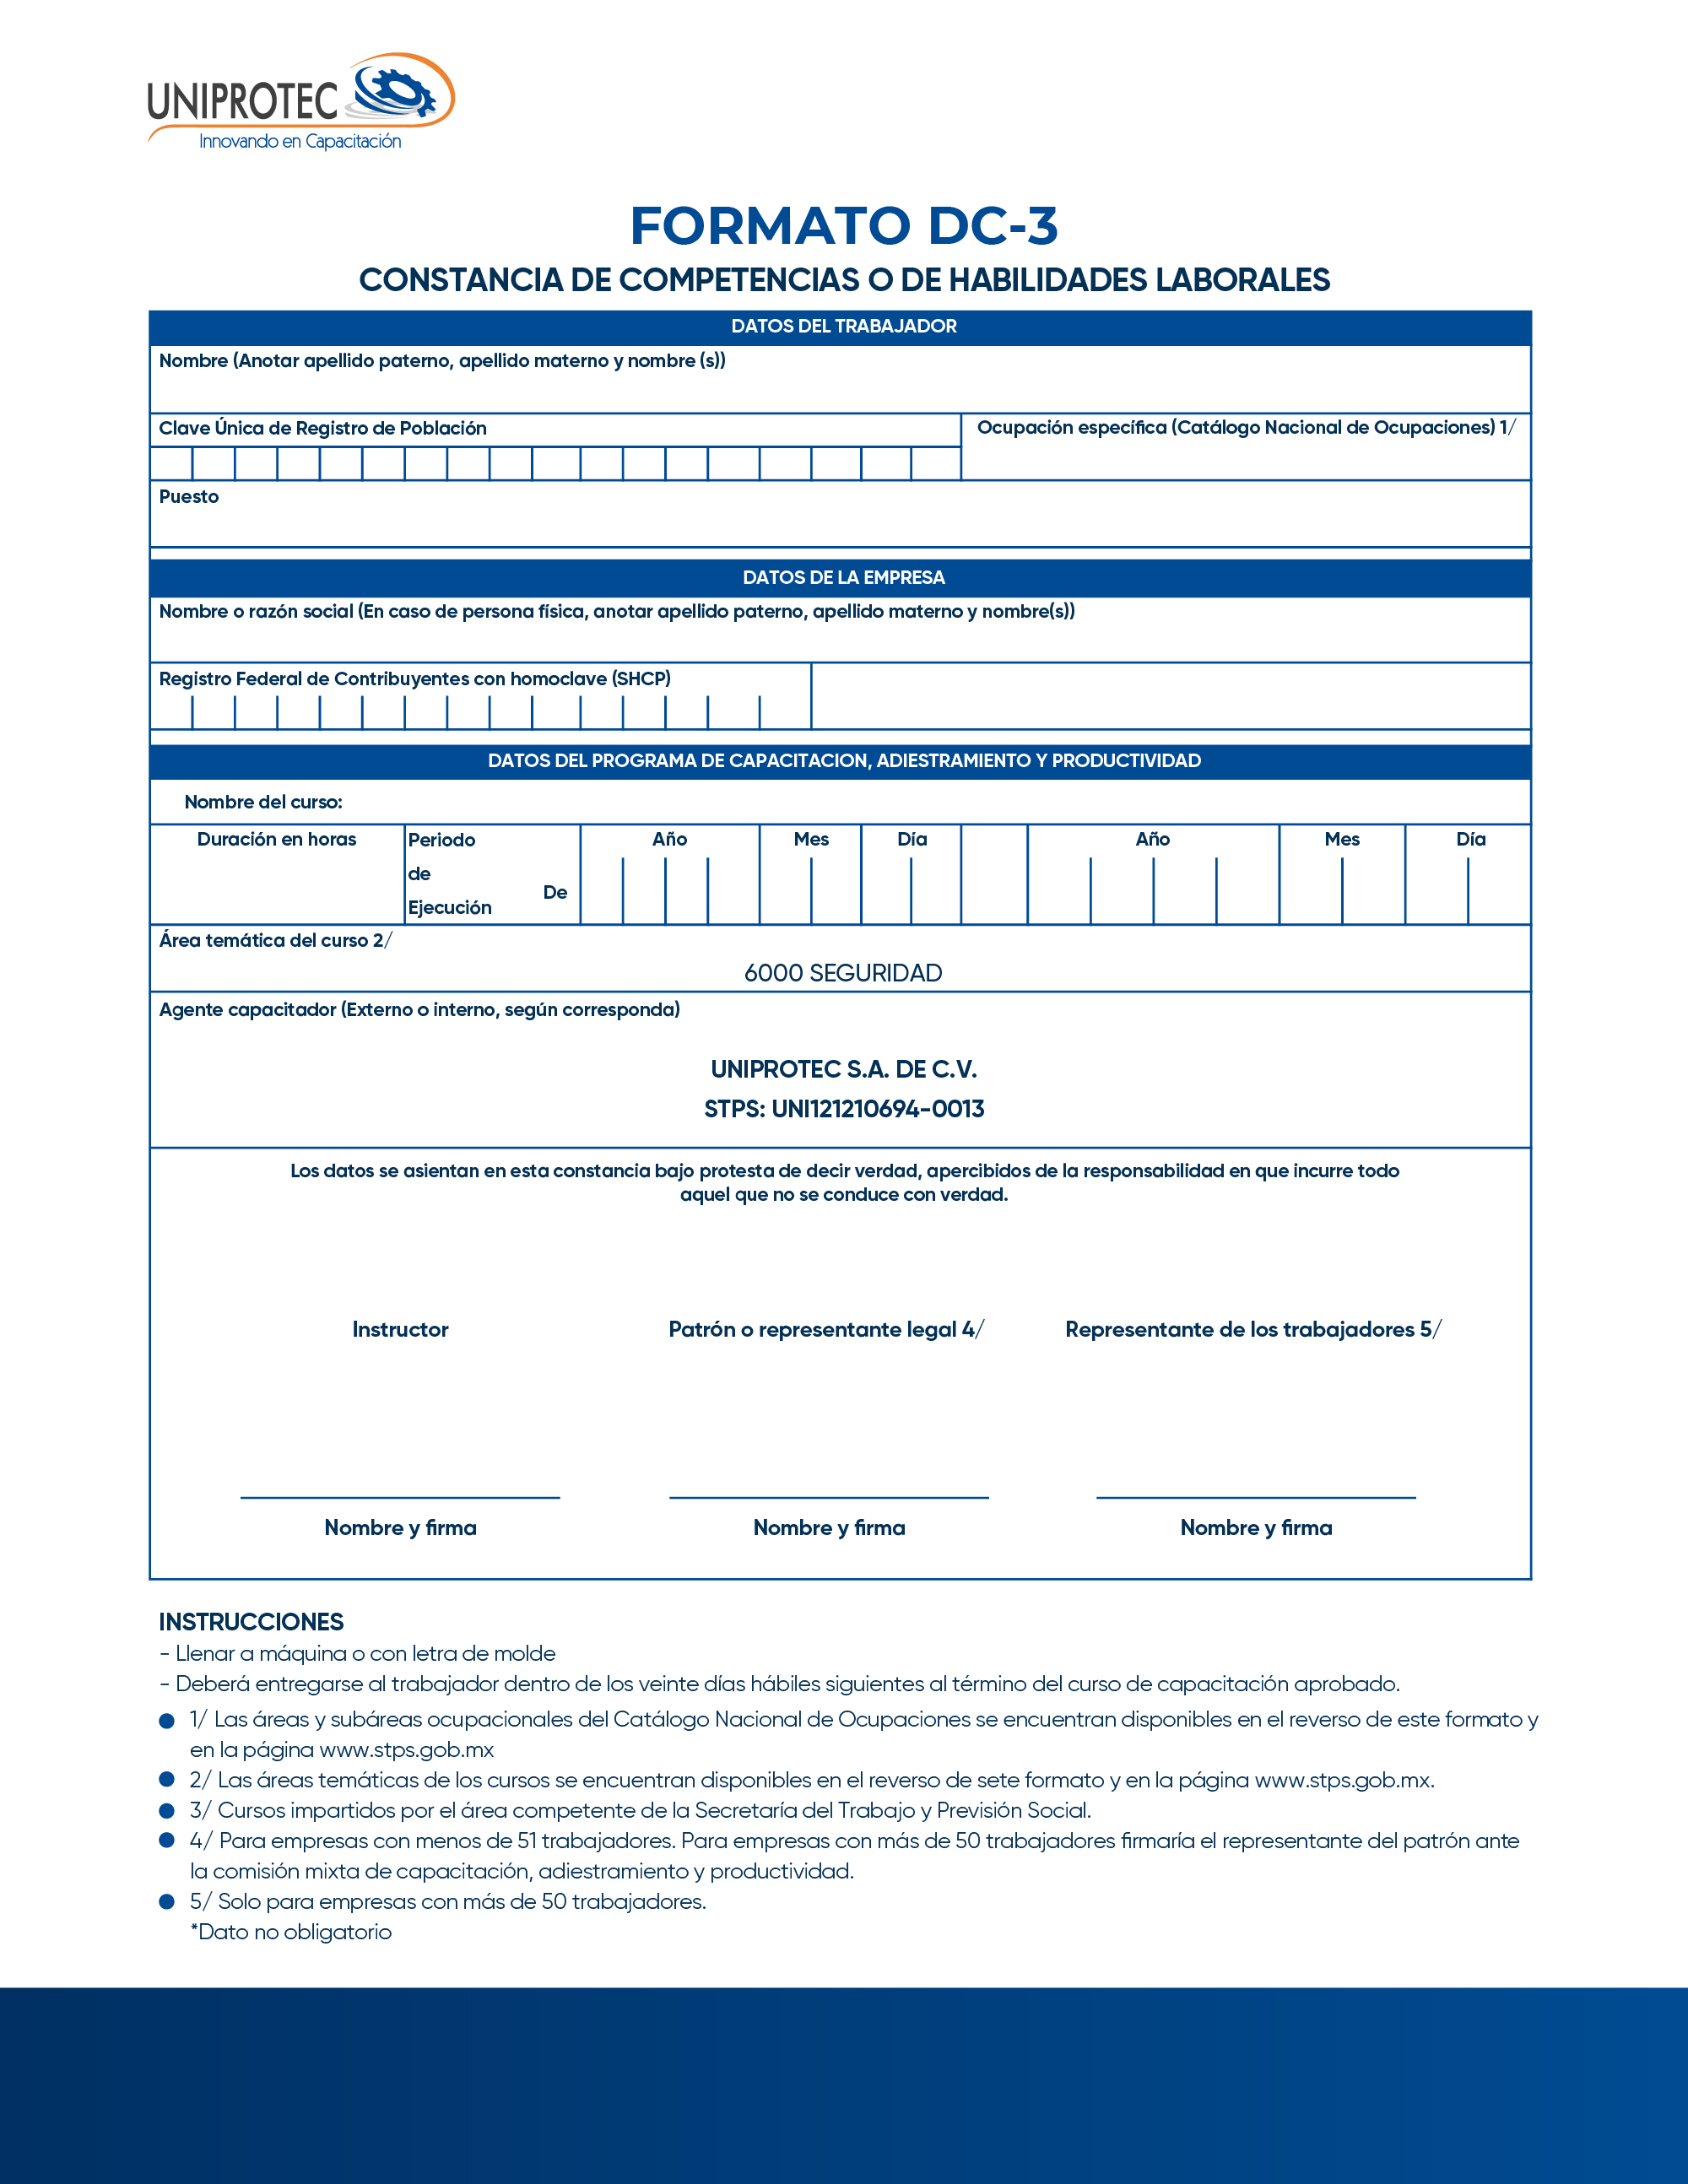 UNIPROTEC
Innovando en Capacitación
FORMATO DC-3
CONSTANCIA DE COMPETENCIAS O DE HABILIDADES LABORALES
DATOS DEL TRABAJADOR
Nombre (Anotar apellido paterno, apellido materno y nombre (s))
Clave Única de Registro de Población
Ocupación específica (Catálogo Nacional de Ocupaciones) 1/
Puesto
DATOS DE LA EMPRESA
Nombre o razón social (En caso de persona física, anotar apellido paterno, apellido materno y nombre(s))
Registro Federal de Contribuyentes con homoclave (SHCP)
DATOS DEL PROGRAMA DE CAPACITACION, ADIESTRAMIENTO Y PRODUCTIVIDAD
Nombre del curso:
Duración en horas
Periodo
de
Ejecución
De
Año Mes Día
Año Mes Día
Área temática del curso 2/
6000 SEGURIDAD
Agente capacitador (Externo o interno, según corresponda)
UNIPROTEC S.A. DE C.V.
STPS: UNI121210694-0013
Los datos se asientan en esta constancia bajo protesta de decir verdad, apercibidos de la responsabilidad en que incurre todo
aquel que no se conduce con verdad.
Instructor
Patrón o representante legal 4/
Representante de los trabajadores 5/
Nombre y firma
Nombre y firma
Nombre y firma
INSTRUCCIONES
- Llenar a máquina o con letra de molde
- Deberá entregarse al trabajador dentro de los veinte días hábiles siguientes al término del curso de capacitación aprobado.
1/ Las áreas y subáreas ocupacionales del Catálogo Nacional de Ocupaciones se encuentran disponibles en el reverso de este formato y
en la página www.stps.gob.mx
2/ Las áreas temáticas de los cursos se encuentran disponibles en el reverso de sete formato y en la página www.stps.gob.mx.
3/ Cursos impartidos por el área competente de la Secretaría del Trabajo y Previsión Social.
4/ Para empresas con menos de 51 trabajadores. Para empresas con más de 50 trabajadores firmaría el representante del patrón ante
la comisión mixta de capacitación, adiestramiento y productividad.
5/ Solo para empresas con más de 50 trabajadores.
*Dato no obligatorio